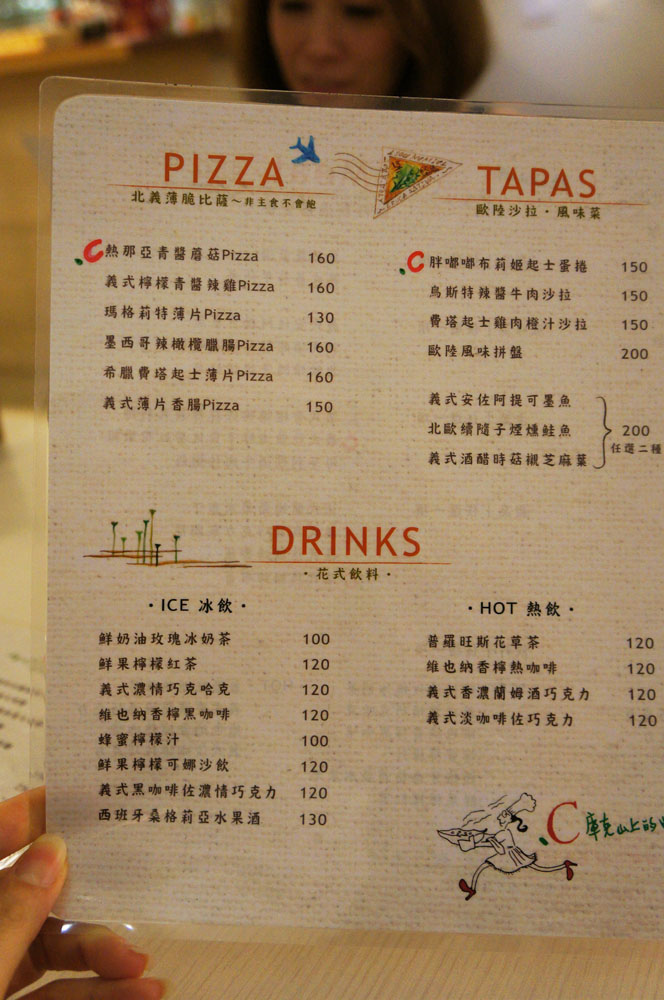 PIZZA
北義薄脆比薩～非主食不會飽
C 熱那亞青醬蘑菇Pizza 160
義式檸檬青醬辣雞Pizza 160
瑪格莉特薄片Pizza 130
墨西哥辣橄欖臘腸Pizza 160
希臘費塔起士薄片Pizza 160
義式薄片香腸Pizza 150
TAPAS
歐陸沙拉・風味菜
C 胖嘟嘟布莉姬起士蛋捲 150
烏斯特辣醬牛肉沙拉 150
費塔起士雞肉橙汁沙拉 150
歐陸風味拼盤 200
義式安佐阿提可墨魚
北歐續隨子煙燻鮭魚 200
任選二種
義式酒醋時菇襯芝麻葉
DRINKS
・花式飲料・
・ICE 冰飲・
鮮奶油玫瑰冰奶茶 100
鮮果檸檬紅茶 120
義式濃情巧克哈克 120
維也納香檸黑咖啡 120
蜂蜜檸檬汁 100
鮮果檸檬可娜沙飲 120
義式黑咖啡佐濃情巧克力 120
西班牙桑格莉亞水果酒 130
・HOT 熱飲・
普羅旺斯花草茶 120
維也納香檸熱咖啡 120
義式香濃蘭姆酒巧克力 120
義式淡咖啡佐巧克力 120
C 庫克山上的